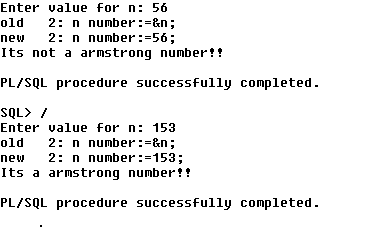 Enter value for n: 56
old   2: n number:=&n;
new   2: n number:=56;
Its not a armstrong number!!
PL/SQL procedure successfully completed.
SQL> /
Enter value for n: 153
old   2: n number:=&n;
new   2: n number:=153;
Its a armstrong number!!
PL/SQL procedure successfully completed.